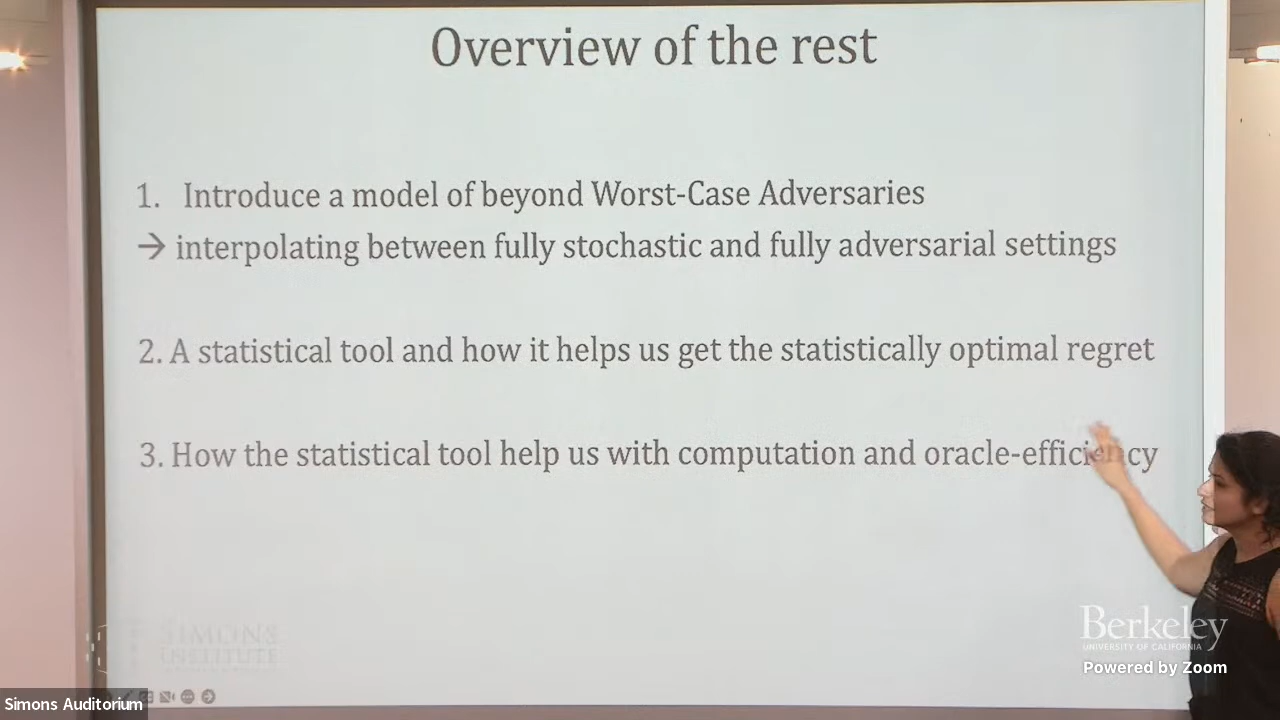 Overview of the rest
1. Introduce a model of beyond Worst-Case Adversaries
→ interpolating between fully stochastic and fully adversarial settings
2. A statistical tool and how it helps us get the statistically optimal regret
3. How the statistical tool help us with computation and oracle-efficiency
SIMONS
INSTITUTE
Berkeley
UNIVERSITY OF CALIFORNIA
Powered by Zoom
Simons Auditorium